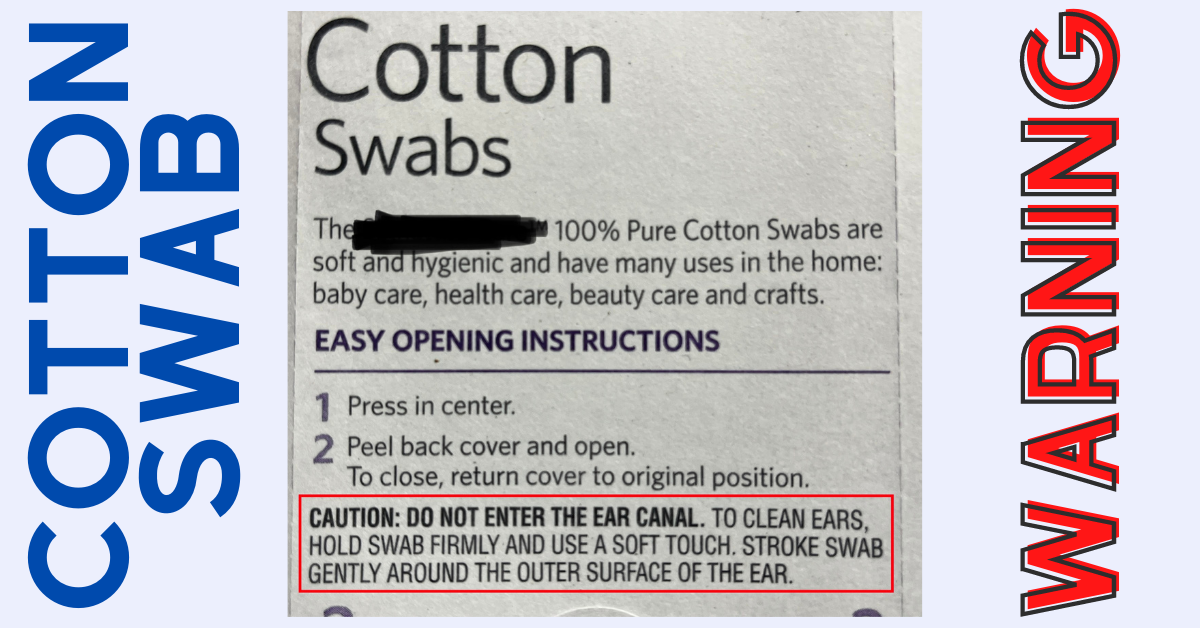 COTTON
SWAB
Cotton
Swabs
The 100% Pure Cotton Swabs are
soft and hygienic and have many uses in the home:
baby care, health care, beauty care and crafts.
EASY OPENING INSTRUCTIONS
1 Press in center.
2 Peel back cover and open.
To close, return cover to original position.
CAUTION: DO NOT ENTER THE EAR CANAL. TO CLEAN EARS,
HOLD SWAB FIRMLY AND USE A SOFT TOUCH. STROKE SWAB
GENTLY AROUND THE OUTER SURFACE OF THE EAR.
WARNING